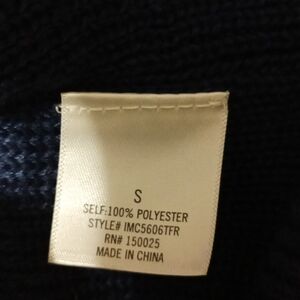 S
SELF:100% POLYESTER
STYLE# IMC5606TFR
RN# 150025
MADE IN CHINA